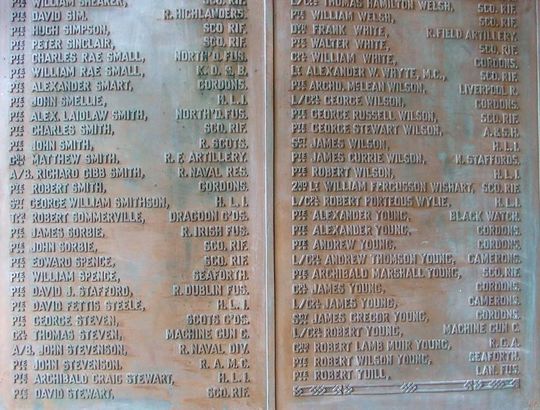 PTE WILLIAM SHEARER, SCO. RIF.
PTE DAVID SIM. R. HIGHLANDERS.
PTE HUGH SIMPSON, SCO RIF.
PTE PETER SINCLAIR, SCO. RIF.
PTE CHARLES RAE SMALL, NORTH'D. FUS.
PTE WILLIAM RAE SMALL, K. O. S. B.
PTE ALEXANDER SMART, GORDONS.
PTE JOHN SMELLIE, H. L. I.
PTE ALEX. LAIDLAW SMITH, NORTH'D. FUS.
PTE CHARLES SMITH, SCO. RIF.
PTE JOHN SMITH, R. SCOTS.
MATTHEW SMITH, R. F. ARTILLERY.
A/B. RICHARD GIBB SMITH, R. NAVAL RES.
PTE ROBERT SMITH, GORDONS.
SGT GEORGE WILLIAM SMITHSON, H. L. I.
TPR ROBERT SOMMERVILLE, DRAGOON G'DS.
PTE JAMES SORBIE, R. IRISH FUS.
PTE JOHN SORBIE, SCO. RIF.
PTE EDWARD SPENCE, SCO. RIF.
PTE WILLIAM SPENCE, SEAFORTH.
PTE DAVID J. STAFFORD, R. DUBLIN FUS.
PTE DAVID FETTIS STEELE, H. L. I.
PTE GEORGE STEVEN, SCOTS G'DS.
CPL THOMAS STEVEN, MACHINE GUN C.
A/B. JOHN STEVENSON, R. NAVAL DIV.
PTE JOHN STEVENSON, R. A. M. C.
PTE ARCHIBALD CRAIG STEWART, H. L. I.
PTE DAVID STEWART, SCO. RIF.
L/CPL THOMAS HAMILTON WELSH, SCO. RIF.
PTE WILLIAM WELSH, SCO. RIF.
FRANK WHITE, R. FIELD ARTILLERY.
PTE WALTER WHITE, SCO. RIF.
CPL WILLIAM WHITE, GORDONS.
LT ALEXANDER W. WHYTE, M.C., SCO. RIF.
PTE ARCHD. MCLEAN WILSON, LIVERPOOL R.
L/CPL GEORGE WILSON, GORDONS.
PTE GEORGE RUSSELL WILSON, SCO. RIF.
PTE GEORGE STEWART WILSON, A. & S. H.
SGT JAMES WILSON, H. L. I.
PTE JAMES CURRIE WILSON, N. STAFFORDS.
PTE ROBERT WILSON, H. L. I.
2ND LT WILLIAM FERGUSSON WISHART, SCO. RIF.
L/CPL ROBERT PORTEOUS WYLIE, H. L. I.
PTE ALEXANDER YOUNG, BLACK WATCH.
PTE ALEXANDER YOUNG, GORDONS.
PTE ANDREW YOUNG, GORDONS.
L/CPL ANDREW THOMSON YOUNG, CAMERONS.
PTE ARCHIBALD MARSHALL YOUNG, SCO. RIF.
CPL JAMES YOUNG, GORDONS.
L/CPL JAMES YOUNG, CAMERONS.
SGT JAMES GREGOR YOUNG, GORDONS.
L/CPL ROBERT YOUNG, MACHINE GUN C.
ROBERT LAMB MUIR YOUNG, R. G. A.
PTE ROBERT WILSON YOUNG, SEAFORTH.
PTE ROBERT YUILL, LAN. FUS.